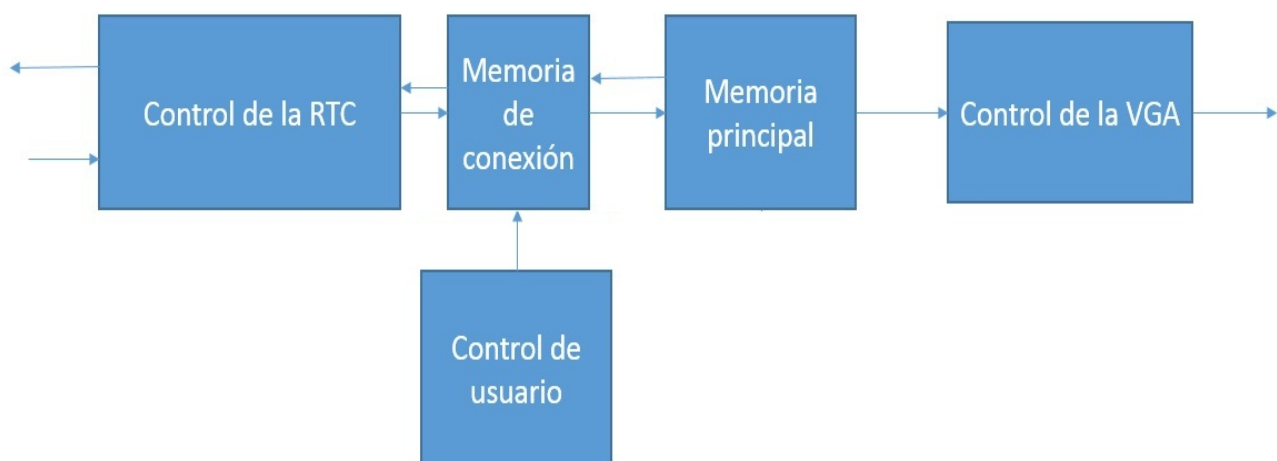 Control de la RTC
Memoria
de
conexión
Memoria
principal
Control de la VGA
Control de
usuario